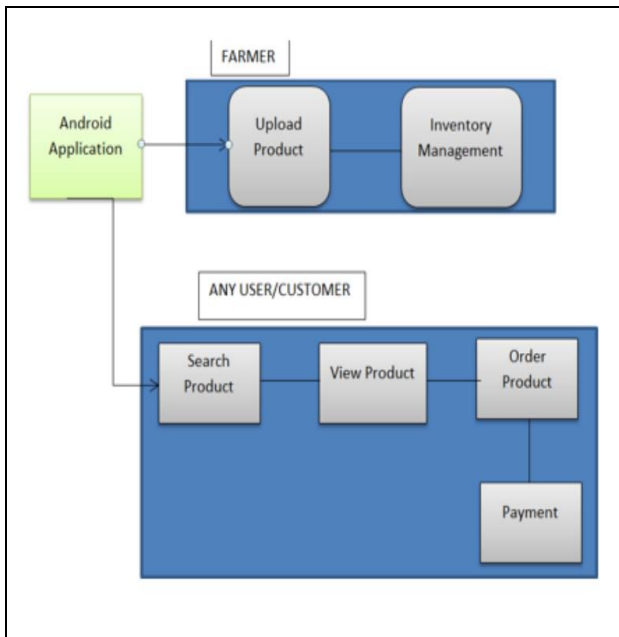 FARMER
Android
Application
Upload
Product
Inventory
Management
ANY USER/CUSTOMER
Search
Product
View Product
Order
Product
Payment